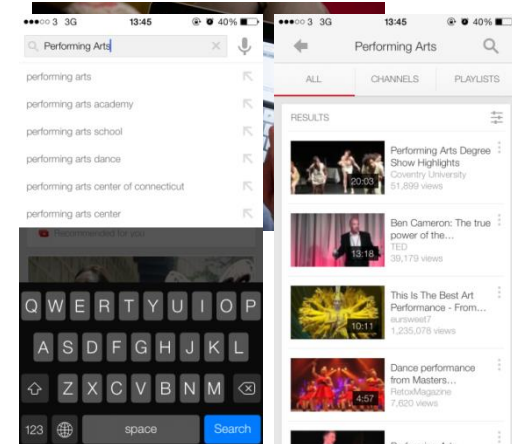 3 3G 13:45 40%
Performing Arts
performing arts
performing arts academy
performing arts school
performing arts dance
performing arts center of connecticut
performing arts center
Recommended for you
Q W E R T Y U I O P
A S D F G H J K L
Z X C V B N M
123 space Search
3 3G 13:45 40%
Performing Arts
ALL CHANNELS PLAYLISTS
RESULTS
20:03
Performing Arts Degree
Show Highlights
Coventry University
51,899 views
13:18
Ben Cameron: The true
power of the...
TED
39,179 views
10:11
This Is The Best Art
Performance - From...
eursweet7
1,235,078 views
4:57
Dance performance
from Masters...
RetoxMagazine
7,620 views